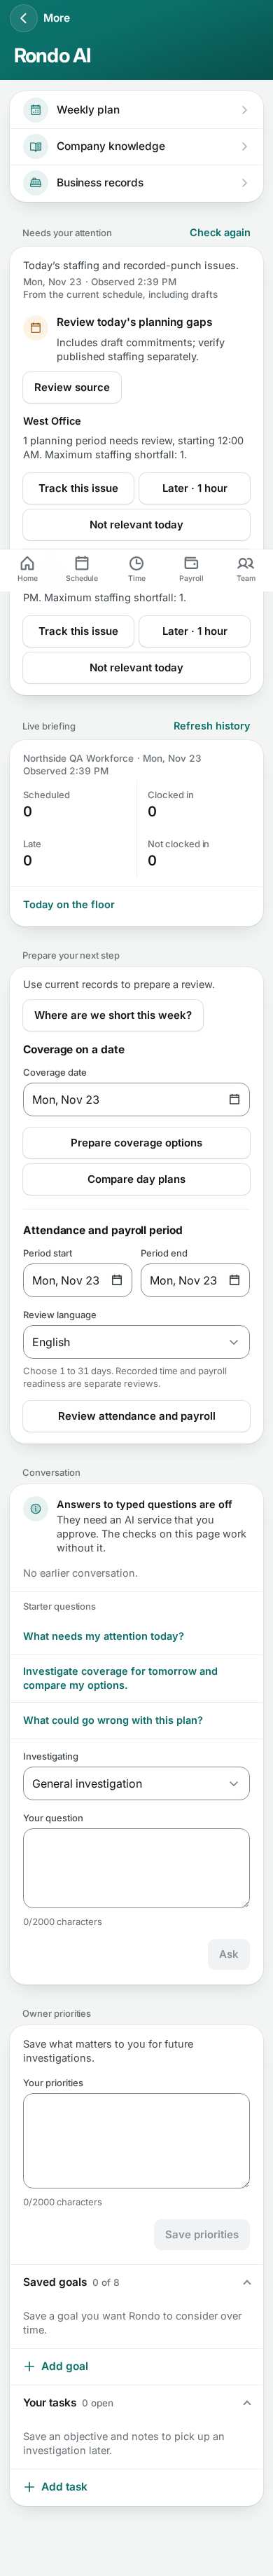 More
Rondo AI
Weekly plan
Company knowledge
Business records
Needs your attention
Check again
Today's staffing and recorded-punch issues.
Mon, Nov 23 · Observed 2:39 PM
From the current schedule, including drafts
Review today's planning gaps
Includes draft commitments; verify
published staffing separately.
Review source
West Office
1 planning period needs review, starting 12:00
AM. Maximum staffing shortfall: 1.
Track this issue
Later · 1 hour
Not relevant today
Home
Schedule
Time
Payroll
Team
PM. Maximum staffing shortfall: 1.
Track this issue
Later · 1 hour
Not relevant today
Live briefing
Refresh history
Northside QA Workforce · Mon, Nov 23
Observed 2:39 PM
Scheduled
Clocked in
0
0
Late
Not clocked in
0
0
Today on the floor
Prepare your next step
Use current records to prepare a review.
Where are we short this week?
Coverage on a date
Coverage date
Mon, Nov 23
Prepare coverage options
Compare day plans
Attendance and payroll period
Period start
Period end
Mon, Nov 23
Mon, Nov 23
Review language
English
Choose 1 to 31 days. Recorded time and payroll
readiness are separate reviews.
Review attendance and payroll
Conversation
Answers to typed questions are off
They need an AI service that you
approve. The checks on this page work
without it.
No earlier conversation.
Starter questions
What needs my attention today?
Investigate coverage for tomorrow and
compare my options.
What could go wrong with this plan?
Investigating
General investigation
Your question
0/2000 characters
Ask
Owner priorities
Save what matters to you for future
investigations.
Your priorities
0/2000 characters
Save priorities
Saved goals 0 of 8
Save a goal you want Rondo to consider over
time.
Add goal
Your tasks 0 open
Save an objective and notes to pick up an
investigation later.
Add task